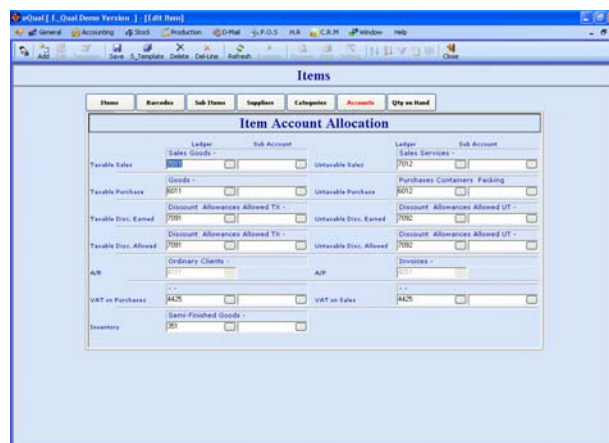 eQual [ E_Qual Demo Version ] - [Edit Item]
General Accounting Stock Production D-Mail P.O.S H.R C.R.M Window Help
Add Save S_Template Delete Del-Line Refresh Close
Items
Items Barcodes Sub Items Suppliers Categories Accounts Qty on Hand
Item Account Allocation
Ledger Sub Account Ledger Sub Account
Sales Goods - Sales Services -
Taxable Sales 7011 Untaxable Sales 7012
Goods - Purchases Containers Packing
Taxable Purchase 6011 Untaxable Purchase 6012
Discount Allowances Allowed TX - Discount Allowances Allowed UT -
Taxable Disc. Earned 7091 Untaxable Disc. Earned 7092
Discount Allowances Allowed TX - Discount Allowances Allowed UT -
Taxable Disc. Allowed 7091 Untaxable Disc. Allowed 7092
Ordinary Clients - Invoices -
A/R 4111 A/P 4011
- - - -
VAT on Purchases 4425 VAT on Sales 4425
Semi-Finished Goods -
Inventory 351